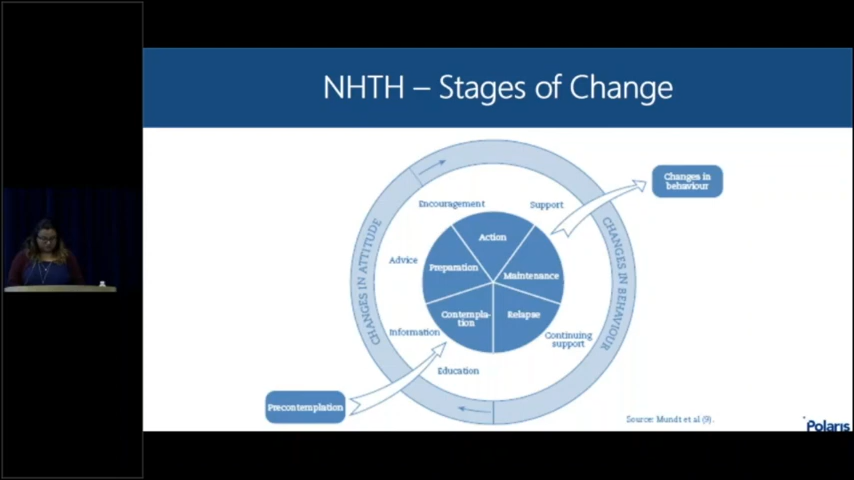 NHTH – Stages of Change
Changes in
behaviour
Encouragement
Support
Action
CHANGES IN ATTITUDE
CHANGES IN BEHAVIOUR
Advice
Preparation
Maintenance
Contempla-
tion
Relapse
Information
Continuing
support
Education
Precontemplation
Source: Mundt et al (9).
Polaris